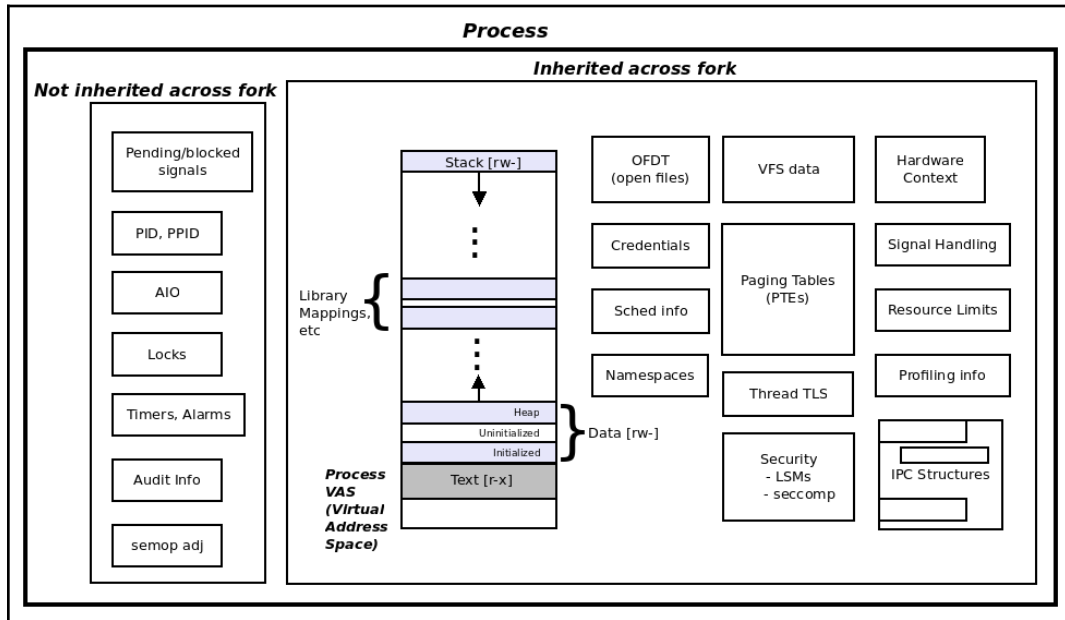 Process
Not inherited across fork
Pending/blocked
signals
PID, PPID
AIO
Locks
Timers, Alarms
Audit Info
semop adj
Inherited across fork
Stack [rw-]
Library
Mappings,
etc
Heap
Uninitialized
Initialized
Data [rw-]
Text [r-x]
Process
VAS
(Virtual
Address
Space)
OFDT
(open files)
VFS data
Hardware
Context
Credentials
Paging Tables
(PTEs)
Signal Handling
Sched info
Resource Limits
Namespaces
Thread TLS
Profiling info
Security
- LSMs
- seccomp
IPC Structures